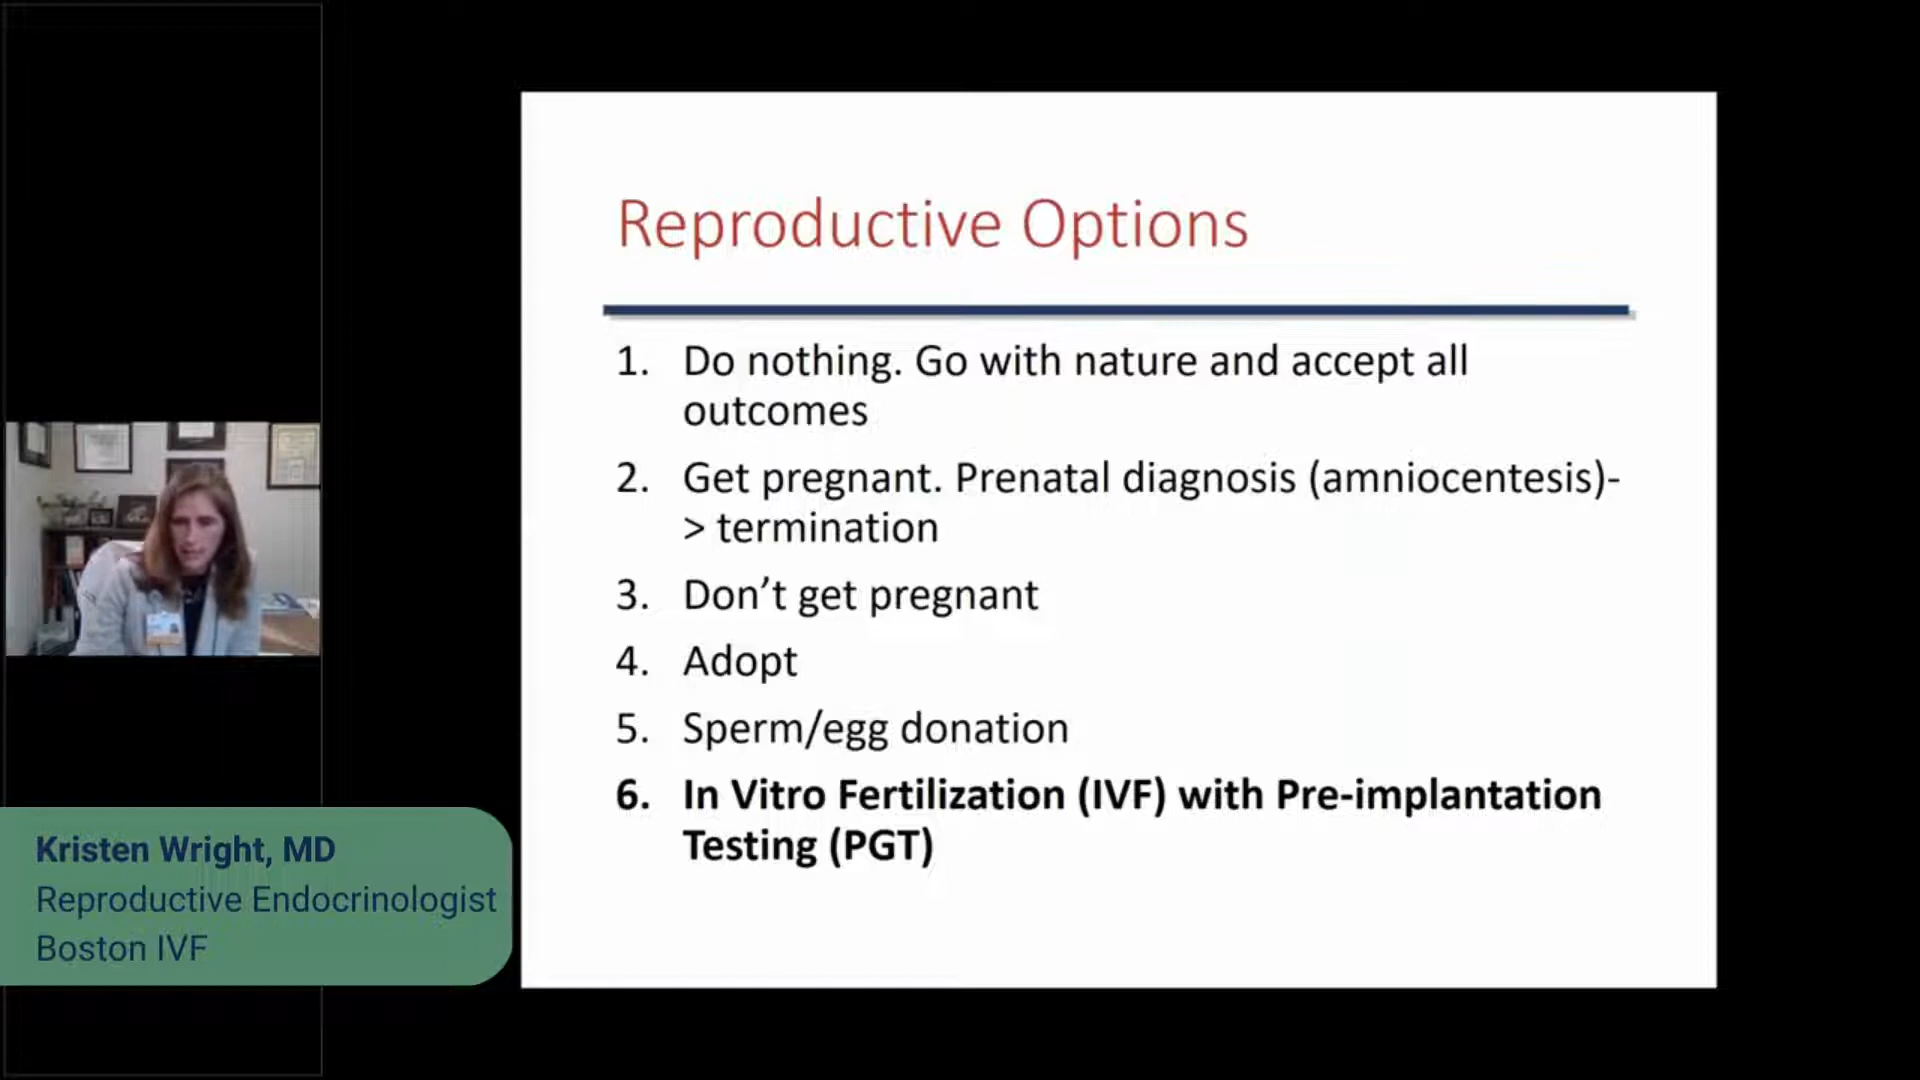 Reproductive Options
1. Do nothing. Go with nature and accept all
outcomes
2. Get pregnant. Prenatal diagnosis (amniocentesis)-
> termination
3. Don’t get pregnant
4. Adopt
5. Sperm/egg donation
6. In Vitro Fertilization (IVF) with Pre-implantation
Testing (PGT)
Kristen Wright, MD
Reproductive Endocrinologist
Boston IVF